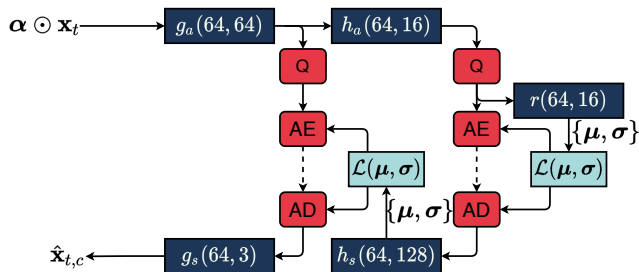 α ⊙ x_t
g_a(64, 64)
h_a(64, 16)
Q
Q
r(64, 16)
AE
AE
{μ, σ}
ℒ(μ, σ)
ℒ(μ, σ)
AD
{μ, σ}
AD
x̂_{t,c}
g_s(64, 3)
h_s(64, 128)